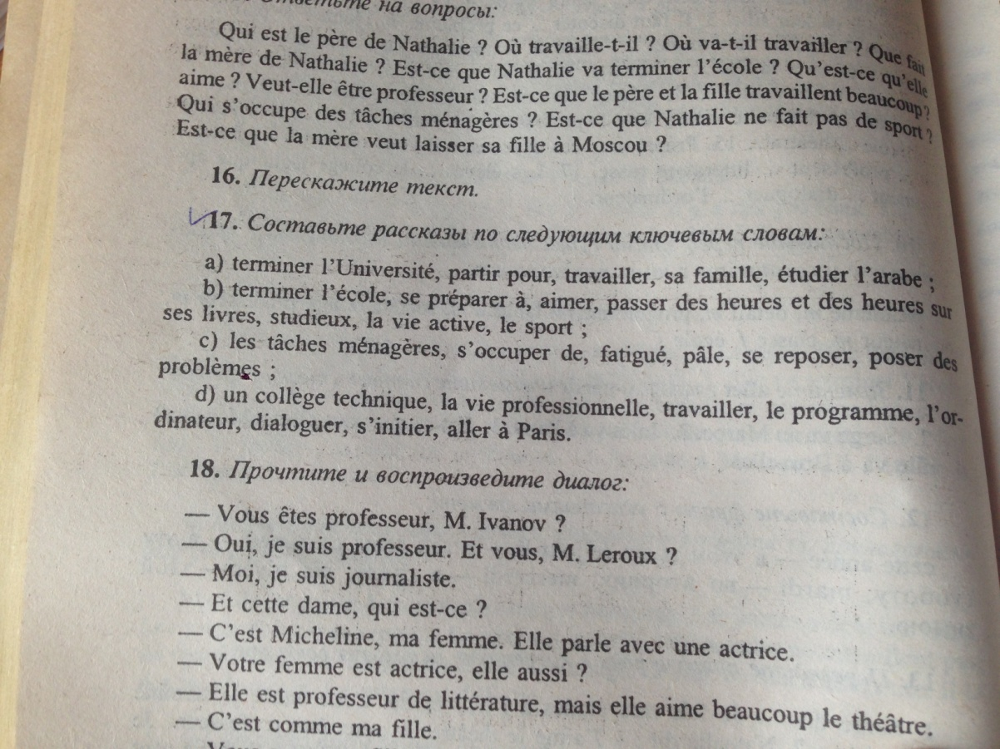 Ответьте на вопросы:
Qui est le père de Nathalie ? Où travaille-t-il ? Où va-t-il travailler ? Que fait
la mère de Nathalie ? Est-ce que Nathalie va terminer l'école ? Qu'est-ce qu'elle
aime ? Veut-elle être professeur ? Est-ce que le père et la fille travaillent beaucoup ?
Qui s'occupe des tâches ménagères ? Est-ce que Nathalie ne fait pas de sport ?
Est-ce que la mère veut laisser sa fille à Moscou ?
16. Перескажите текст.
17. Составьте рассказы по следующим ключевым словам:
a) terminer l'Université, partir pour, travailler, sa famille, étudier l'arabe ;
b) terminer l'école, se préparer à, aimer, passer des heures et des heures sur
ses livres, studieux, la vie active, le sport ;
c) les tâches ménagères, s'occuper de, fatigué, pâle, se reposer, poser des
problèmes ;
d) un collège technique, la vie professionnelle, travailler, le programme, l'or-
dinateur, dialoguer, s'initier, aller à Paris.
18. Прочтите и воспроизведите диалог:
— Vous êtes professeur, M. Ivanov ?
— Oui, je suis professeur. Et vous, M. Leroux ?
— Moi, je suis journaliste.
— Et cette dame, qui est-ce ?
— C'est Micheline, ma femme. Elle parle avec une actrice.
— Votre femme est actrice, elle aussi ?
— Elle est professeur de littérature, mais elle aime beaucoup le théâtre.
— C'est comme ma fille.